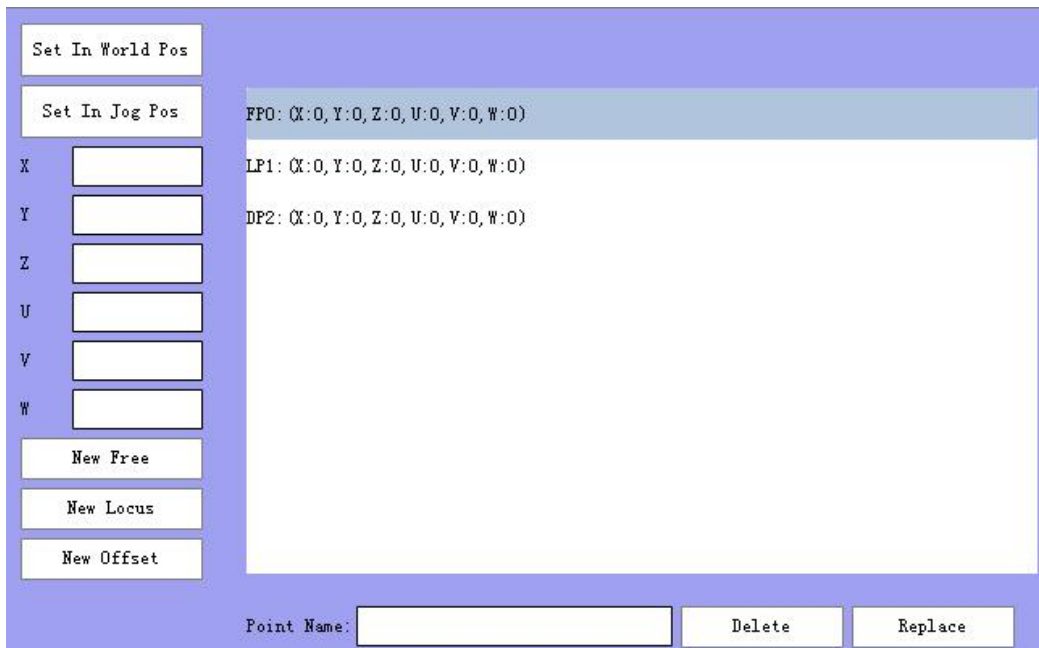 Set In World Pos
Set In Jog Pos
X
Y
Z
U
V
W
New Free
New Locus
New Offset
FP0:(X:0,Y:0,Z:0,U:0,V:0,W:0)
LP1:(X:0,Y:0,Z:0,U:0,V:0,W:0)
DP2:(X:0,Y:0,Z:0,U:0,V:0,W:0)
Point Name:
Delete
Replace